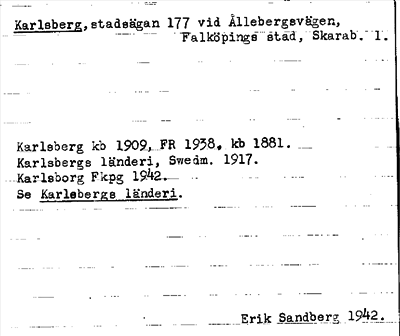 Karlsberg, stadsägan 177 vid Ållebergsvägen,
Falköpings stad, Skarab. l.
Karlsberg kb 1909, FR 1938, kb 1881.
Karlsbergs länderi, Swedm. 1917.
Karlsborg Fkpg 1942.
Se Karlsbergs länderi.
Erik Sandberg 1942.